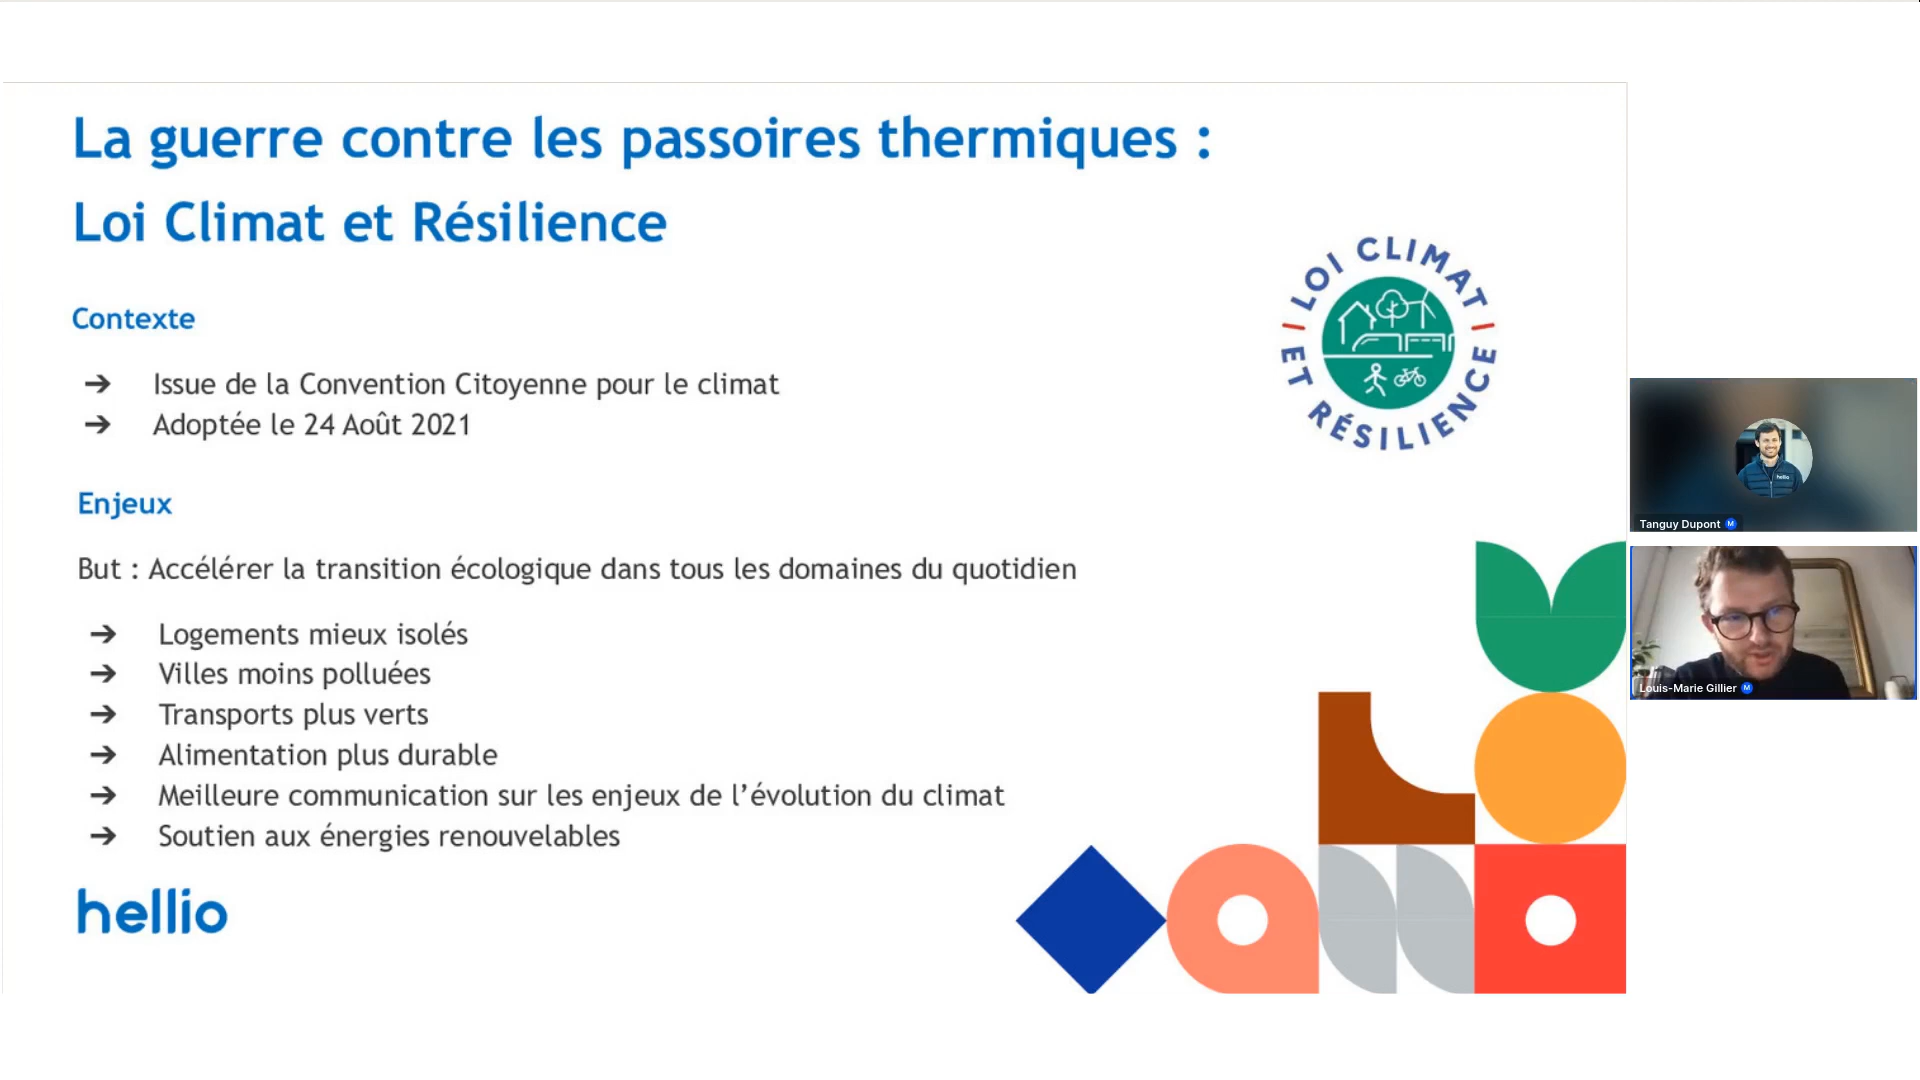 La guerre contre les passoires thermiques :
Loi Climat et Résilience
LOI CLIMAT
ET RÉSILIENCE
Contexte
➔ Issue de la Convention Citoyenne pour le climat
➔ Adoptée le 24 Août 2021
Enjeux
But : Accélérer la transition écologique dans tous les domaines du quotidien
➔ Logements mieux isolés
➔ Villes moins polluées
➔ Transports plus verts
➔ Alimentation plus durable
➔ Meilleure communication sur les enjeux de l’évolution du climat
➔ Soutien aux énergies renouvelables
hellio
hellio
Tanguy Dupont M
Louis-Marie Gillier M